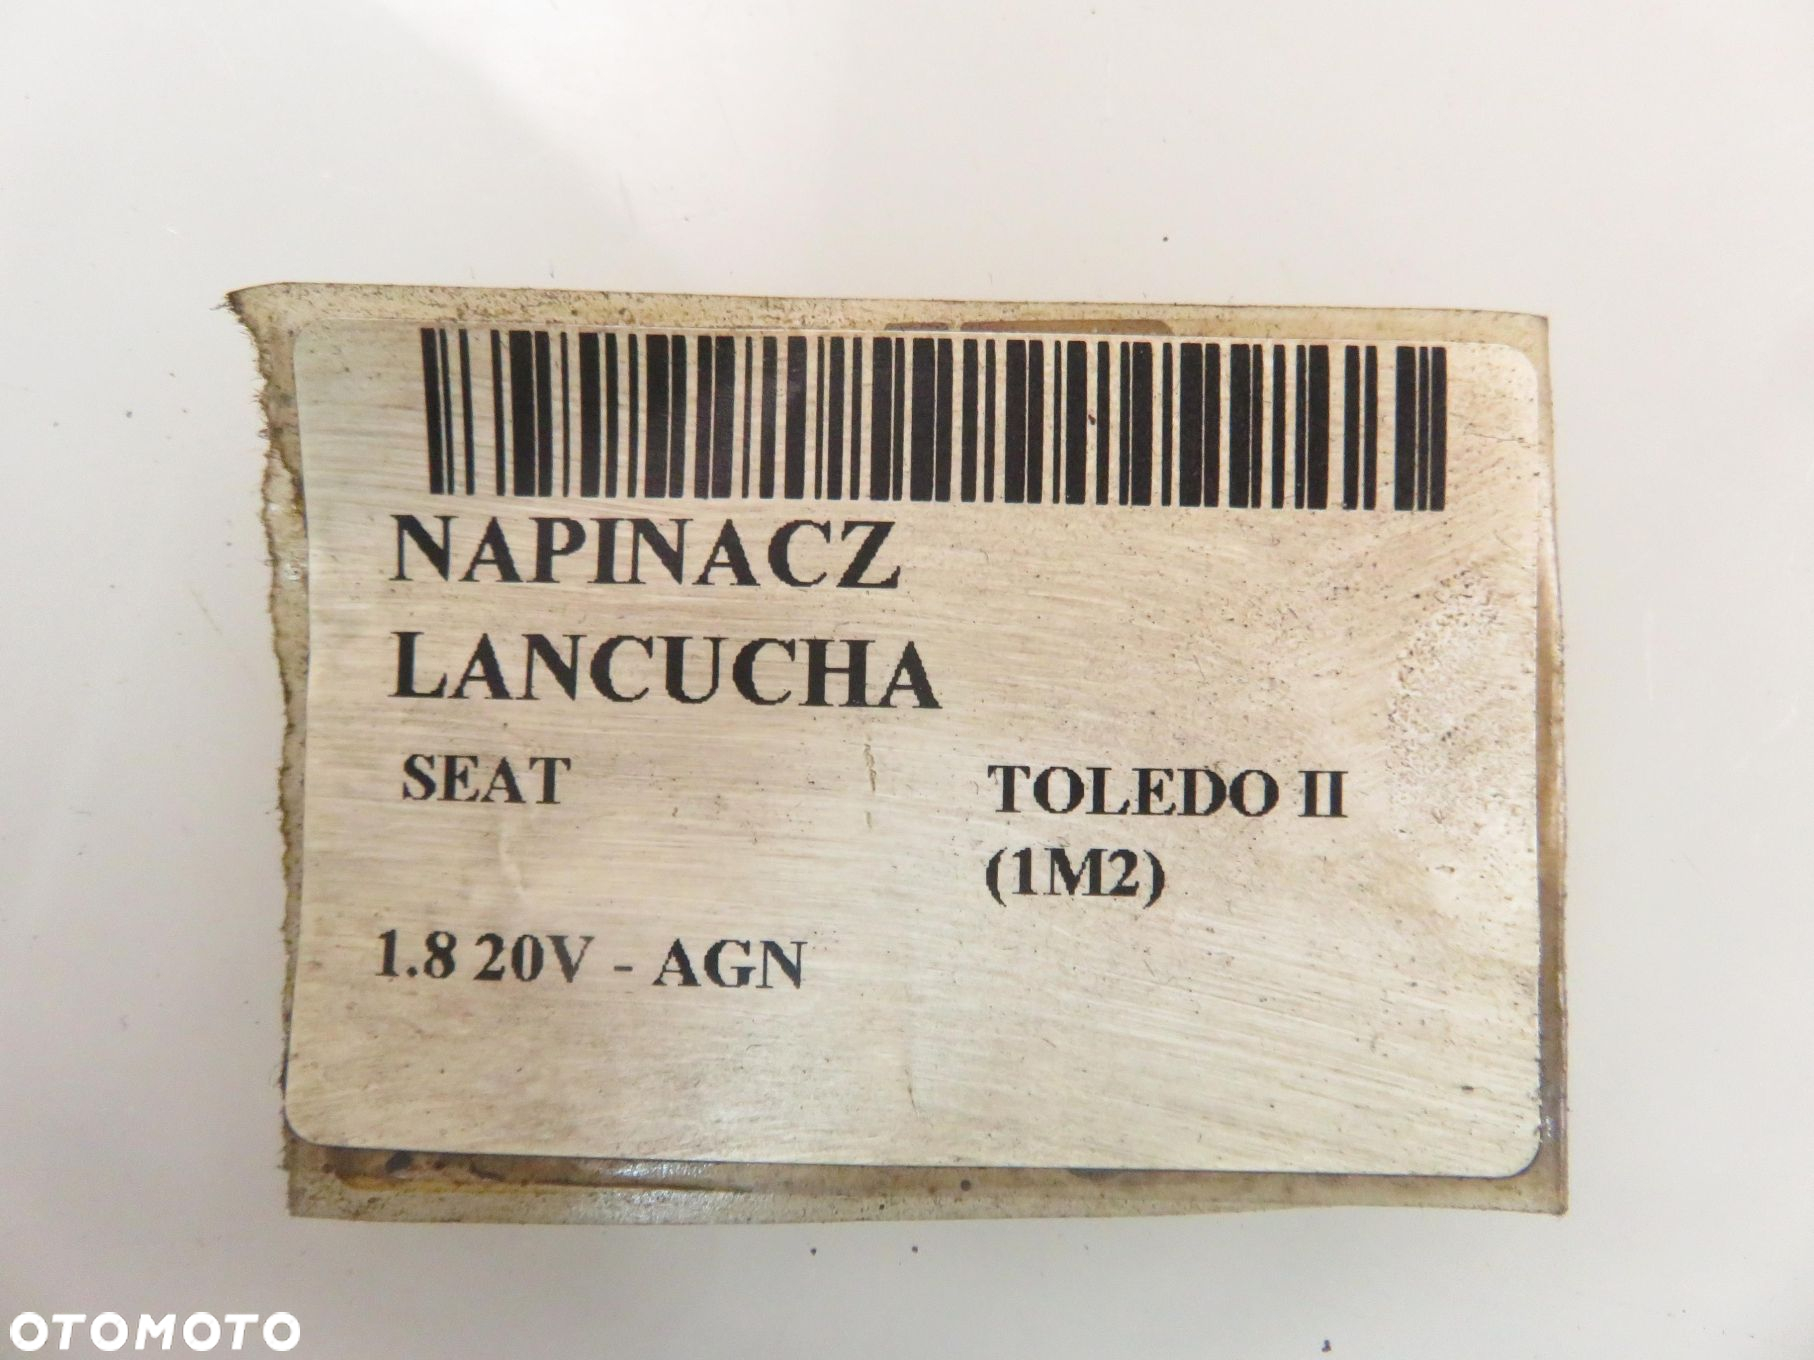 NAPINACZ
LANCUCHA
SEAT TOLEDO II
(1M2)
1.8 20V - AGN
OTOMOTO